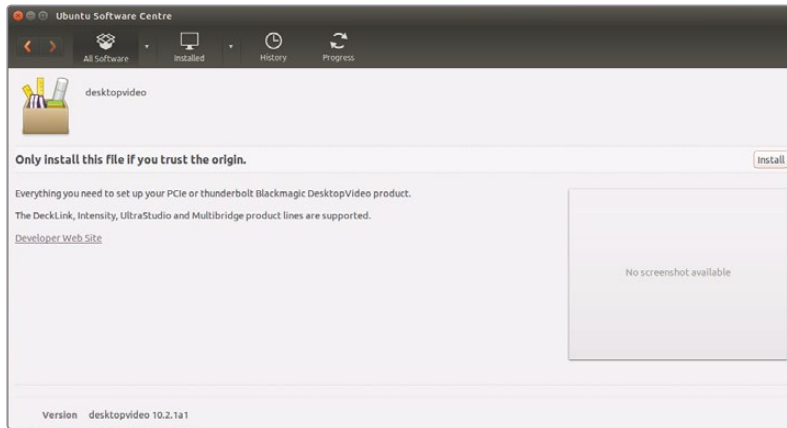 Ubuntu Software Centre
All Software
Installed
History
Progress
desktopvideo
Only install this file if you trust the origin.
Install
Everything you need to set up your PCIe or thunderbolt Blackmagic DesktopVideo product.
The DeckLink, Intensity, UltraStudio and Multibridge product lines are supported.
Developer Web Site
No screenshot available
Version desktopvideo 10.2.1a1